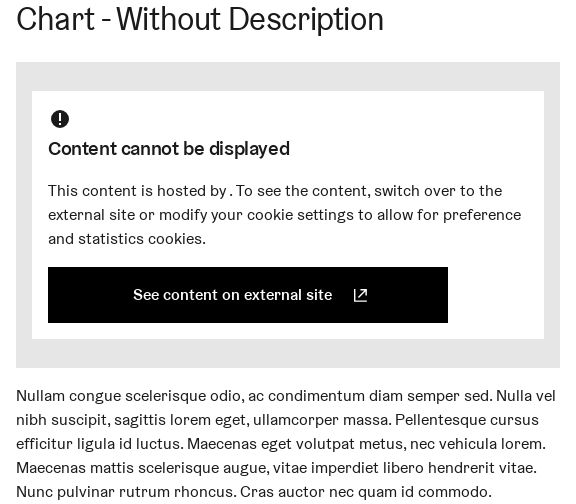 Chart - Without Description
Content cannot be displayed
This content is hosted by . To see the content, switch over to the
external site or modify your cookie settings to allow for preference
and statistics cookies.
See content on external site
Nullam congue scelerisque odio, ac condimentum diam semper sed. Nulla vel
nibh suscipit, sagittis lorem eget, ullamcorper massa. Pellentesque cursus
efficitur ligula id luctus. Maecenas eget volutpat metus, nec vehicula lorem.
Maecenas mattis scelerisque augue, vitae imperdiet libero hendrerit vitae.
Nunc pulvinar rutrum rhoncus. Cras auctor nec quam id commodo.